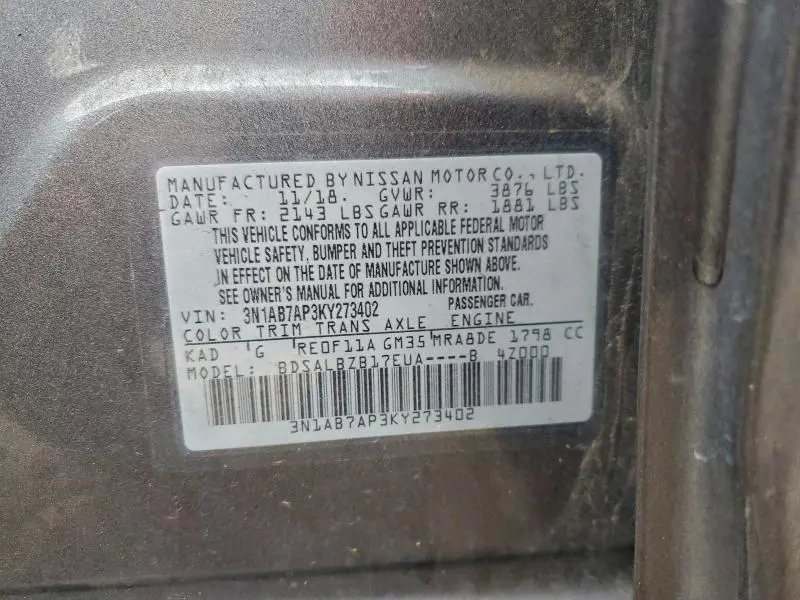 MANUFACTURED BY NISSAN MOTOR CO., LTD.
DATE: 11/18. GVWR: 3876 LBS
GAWR FR: 2143 LBS GAWR RR: 1881 LBS
THIS VEHICLE CONFORMS TO ALL APPLICABLE FEDERAL MOTOR
VEHICLE SAFETY, BUMPER AND THEFT PREVENTION STANDARDS
IN EFFECT ON THE DATE OF MANUFACTURE SHOWN ABOVE.
SEE OWNER'S MANUAL FOR ADDITIONAL INFORMATION.
VIN: 3N1AB7AP3KY273402 PASSENGER CAR.
COLOR TRIM TRANS AXLE ENGINE
KAD G RE0F11A GM35 MRA8DE 1798 CC
MODEL: BDSALBZB17EUA----B 4Z000
3N1AB7AP3KY273402